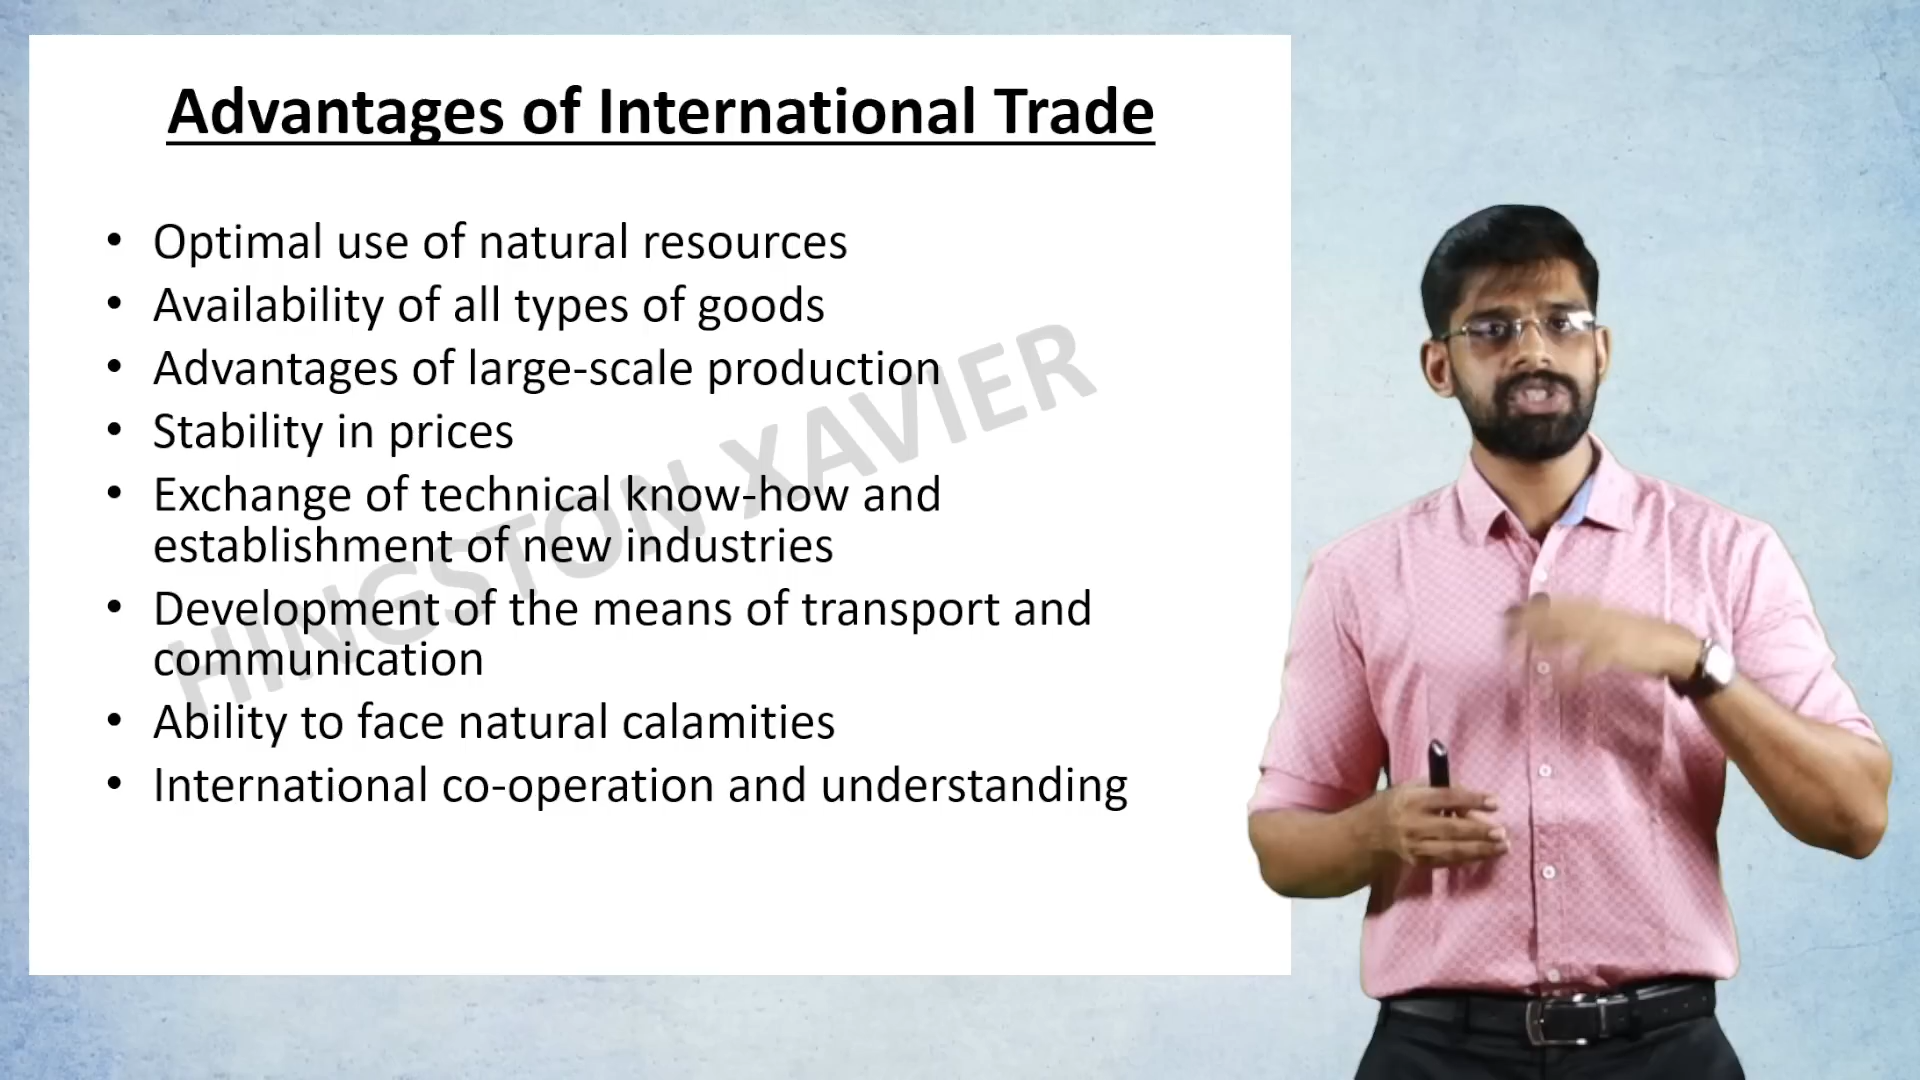 Advantages of International Trade
• Optimal use of natural resources
• Availability of all types of goods
• Advantages of large-scale production
• Stability in prices
• Exchange of technical know-how and
establishment of new industries
• Development of the means of transport and
communication
• Ability to face natural calamities
• International co-operation and understanding
HINGSTON XAVIER